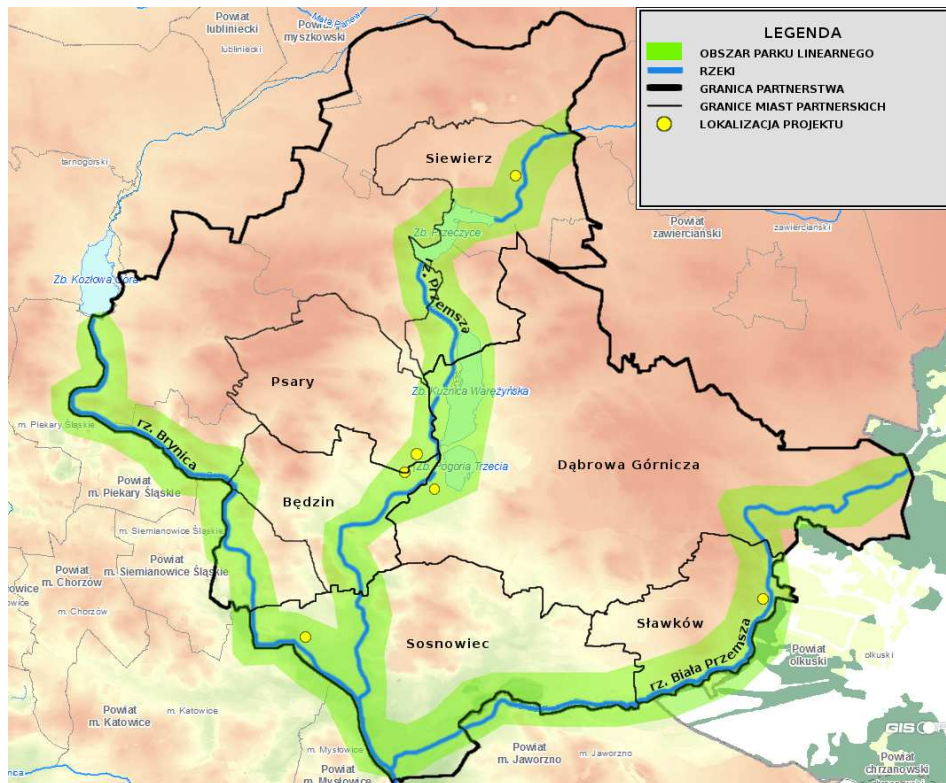 Powiat
lubliniecki
lubliniecki
Powiat
myszkowski
Mała Panew
LEGENDA
OBSZAR PARKU LINEARNEGO
RZEKI
GRANICA PARTNERSTWA
GRANICE MIAST PARTNERSKICH
LOKALIZACJA PROJEKTU
tarnogórski
Siewierz
Powiat
zawierciański
zawierciański
Zb. Przeczyce
Zb. Kozłowa Góra
rz. Przemsza
Psary
Zb. Kuźnica Warężyńska
m. Piekary Śląskie
rz. Brynica
Zb. Pogoria Trzecia
Dąbrowa Górnicza
Powiat
m. Piekary Śląskie
Będzin
m. Siemianowice Śląskie
Powiat
m. Chorzów
Powiat
m. Siemianowice Śląskie
m. Chorzów
Sławków
Sosnowiec
Powiat
olkuski
olkuski
rz. Biała Przemsza
Powiat
m. Katowice
m. Katowice
m. Mysłowice
Powiat
m. Mysłowice
Powiat
m. Jaworzno
m. Jaworzno
GIS
Powiat
chrzanowski